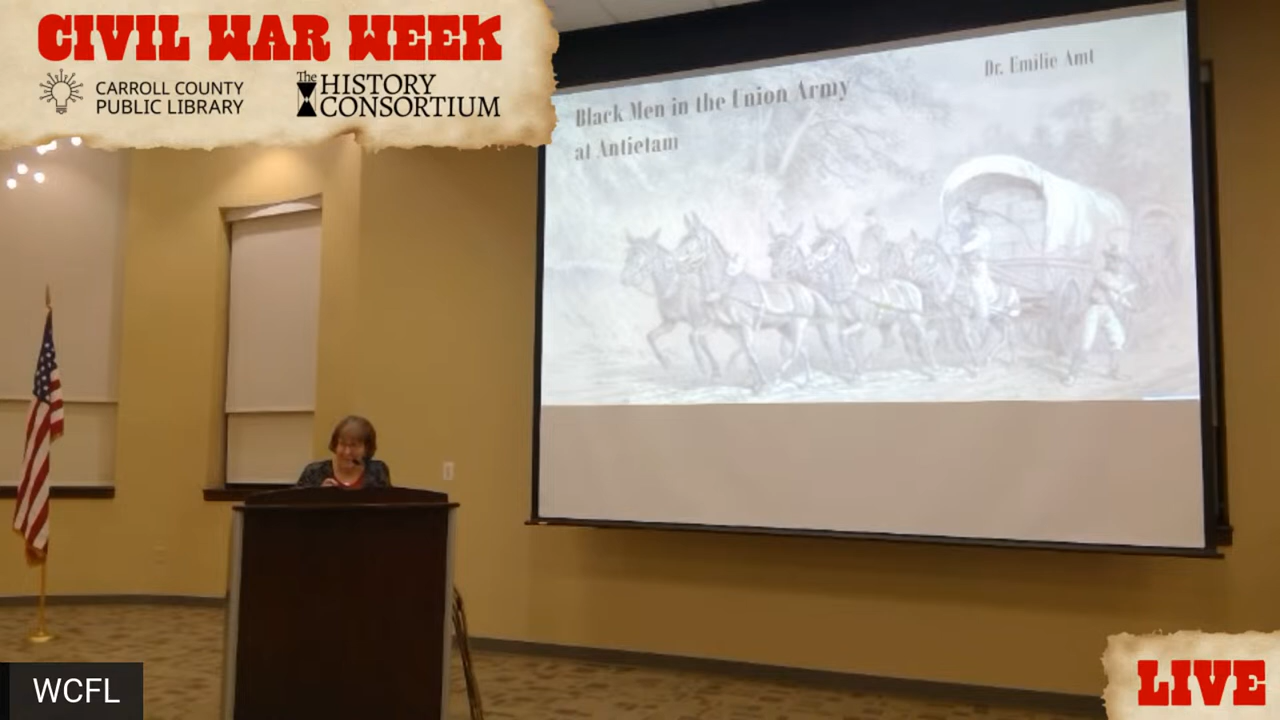 CIVIL WAR WEEK
CARROLL COUNTY
PUBLIC LIBRARY
The HISTORY
CONSORTIUM
Dr. Emilie Amt
Black Men in the Union Army
at Antietam
WCFL
LIVE